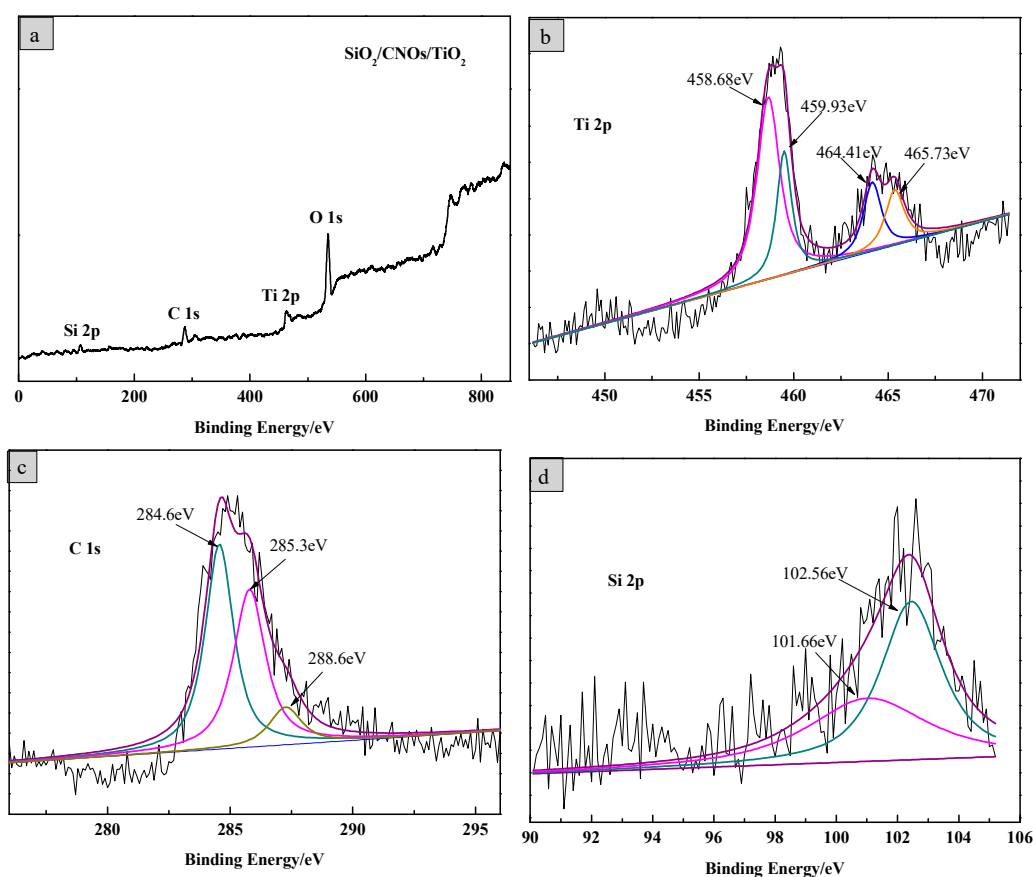 a
SiO2/CNOs/TiO2
O 1s
Ti 2p
C 1s
Si 2p
0 200 400 600 800
Binding Energy/eV
b
458.68eV
459.93eV
Ti 2p
464.41eV 465.73eV
450 455 460 465 470
Binding Energy/eV
c
284.6eV
285.3eV
C 1s
288.6eV
280 285 290 295
Binding Energy/eV
d
Si 2p
102.56eV
101.66eV
90 92 94 96 98 100 102 104 106
Binding Energy/eV